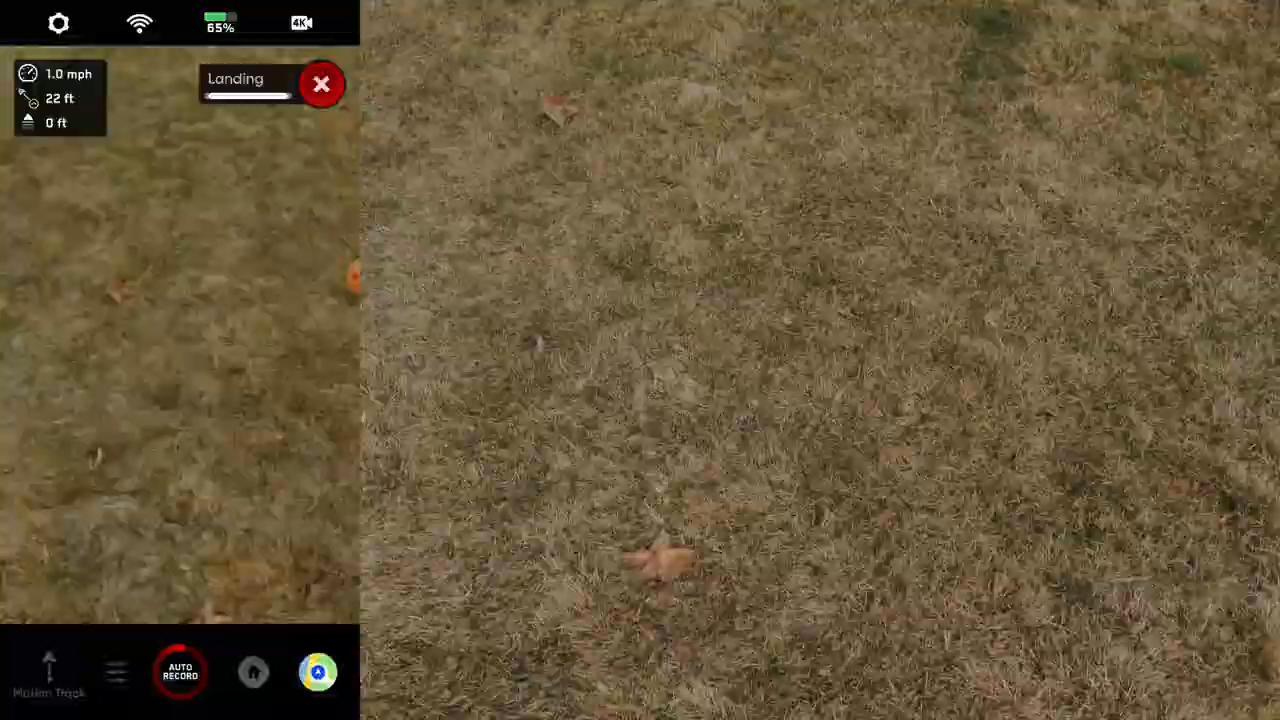 65%
4K
1.0 mph
22 ft
0 ft
Landing
AUTO
RECORD
Motion Track